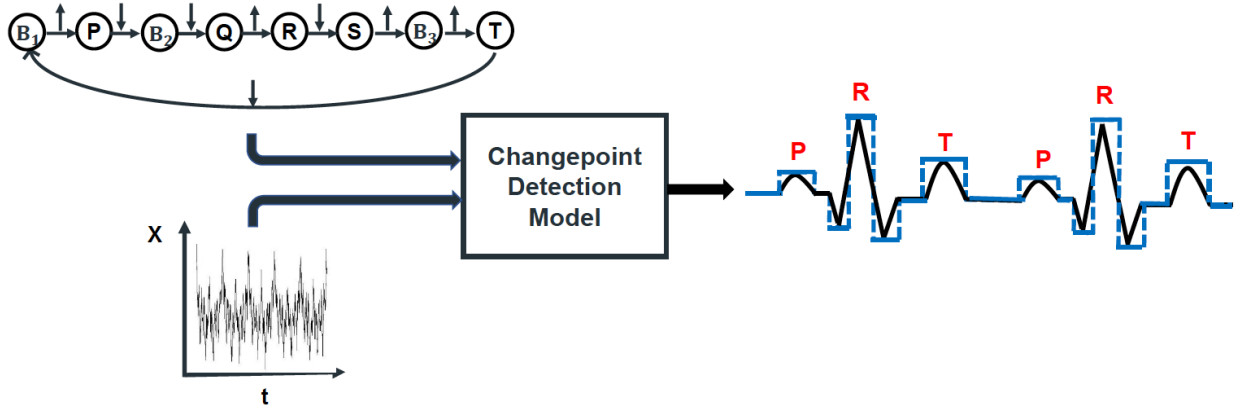 B₁ P B₂ Q R S B₃ T
Changepoint
Detection
Model
X
t
R R
P T P T